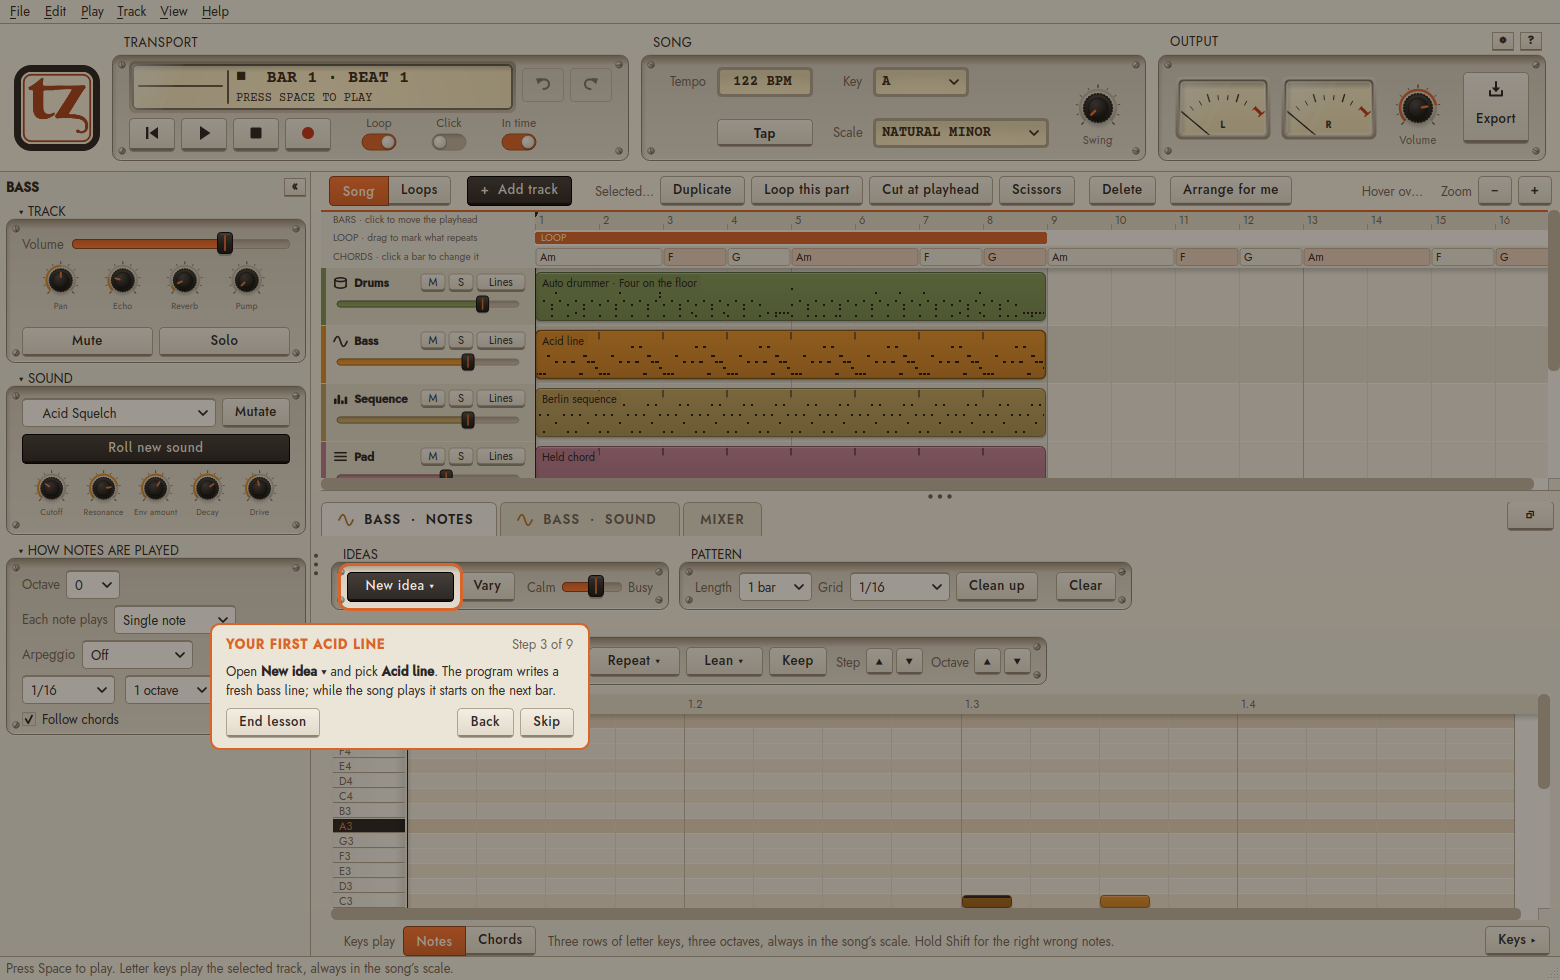 File Edit Play Track View Help
TRANSPORT
SONG
OUTPUT
?
tz
BAR 1 · BEAT 1
PRESS SPACE TO PLAY
Loop
Click
In time
Tempo
122 BPM
Key
A
Tap
Scale
NATURAL MINOR
Swing
L
R
Volume
Export
BASS
«
TRACK
Volume
Pan Echo Reverb Pump
Mute Solo
SOUND
Acid Squelch
Mutate
Roll new sound
Cutoff Resonance Env amount Decay Drive
HOW NOTES ARE PLAYED
Octave 0
Each note plays Single note
Arpeggio Off
1/16 1 octave
Follow chords
Song Loops + Add track Selected... Duplicate Loop this part Cut at playhead Scissors Delete Arrange for me Hover ov... Zoom − +
BARS · click to move the playhead 1 2 3 4 5 6 7 8 9 10 11 12 13 14 15 16
LOOP · drag to mark what repeats LOOP
CHORDS · click a bar to change it Am F G Am F G Am F G Am F G
Drums M S Lines Auto drummer · Four on the floor
Bass M S Lines Acid line
Sequence M S Lines Berlin sequence
Pad M S Lines Held chord
BASS · NOTES BASS · SOUND MIXER
IDEAS
PATTERN
New idea ▾ Vary Calm Busy
Length 1 bar Grid 1/16 Clean up Clear
YOUR FIRST ACID LINE Step 3 of 9
Open New idea ▾ and pick Acid line. The program writes a
fresh bass line; while the song plays it starts on the next bar.
End lesson Back Skip
Repeat ▾ Lean ▾ Keep Step ▲ ▼ Octave ▲ ▼
1.2 1.3 1.4
F4
E4
D4
C4
B3
A3
G3
F3
E3
D3
C3
Keys play Notes Chords Three rows of letter keys, three octaves, always in the song's scale. Hold Shift for the right wrong notes. Keys ▸
Press Space to play. Letter keys play the selected track, always in the song's scale.